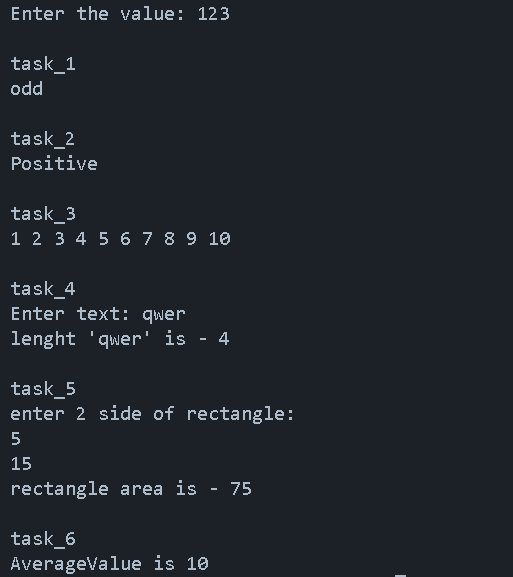 Enter the value: 123
task_1
odd
task_2
Positive
task_3
1 2 3 4 5 6 7 8 9 10
task_4
Enter text: qwer
lenght 'qwer' is - 4
task_5
enter 2 side of rectangle:
5
15
rectangle area is - 75
task_6
AverageValue is 10